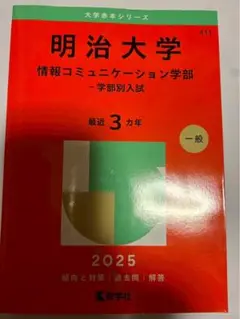 大学赤本シリーズ
明治大学
情報コミュニケーション学部
－学部別入試
最近3カ年
一般
2025
傾向と対策｜過去問｜解答
教学社